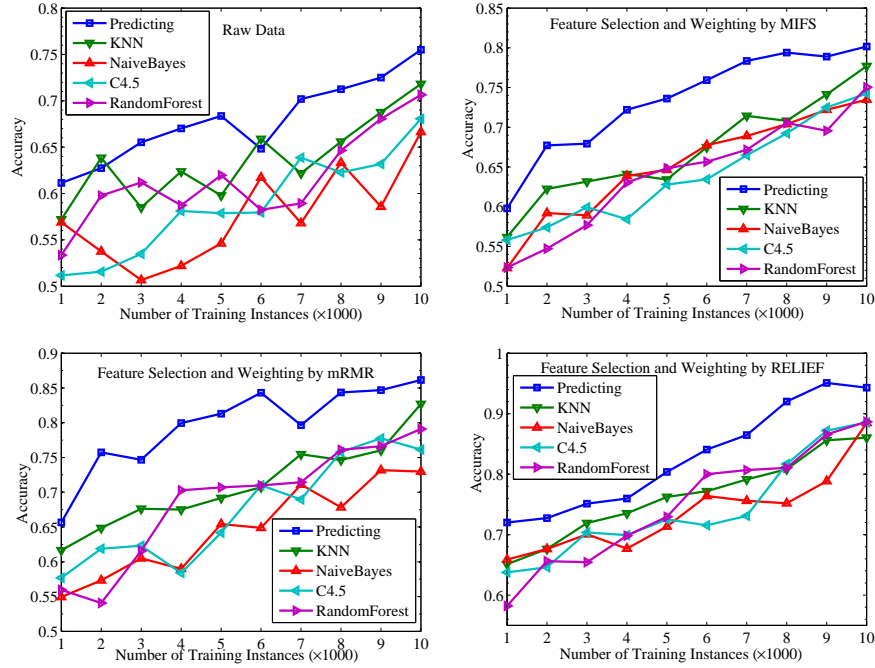 Raw Data
Accuracy
0.8
0.75
0.7
0.65
0.6
0.55
0.5
Predicting
KNN
NaiveBayes
C4.5
RandomForest
1 2 3 4 5 6 7 8 9 10
Number of Training Instances (×1000)
Feature Selection and Weighting by MIFS
Accuracy
0.85
0.8
0.75
0.7
0.65
0.6
0.55
0.5
Predicting
KNN
NaiveBayes
C4.5
RandomForest
1 2 3 4 5 6 7 8 9 10
Number of Training Instances (×1000)
Feature Selection and Weighting by mRMR
Accuracy
0.9
0.85
0.8
0.75
0.7
0.65
0.6
0.55
0.5
Predicting
KNN
NaiveBayes
C4.5
RandomForest
1 2 3 4 5 6 7 8 9 10
Number of Training Instances (×1000)
Feature Selection and Weighting by RELIEF
Accuracy
1
0.9
0.8
0.7
0.6
Predicting
KNN
NaiveBayes
C4.5
RandomForest
1 2 3 4 5 6 7 8 9 10
Number of Training Instances (×1000)